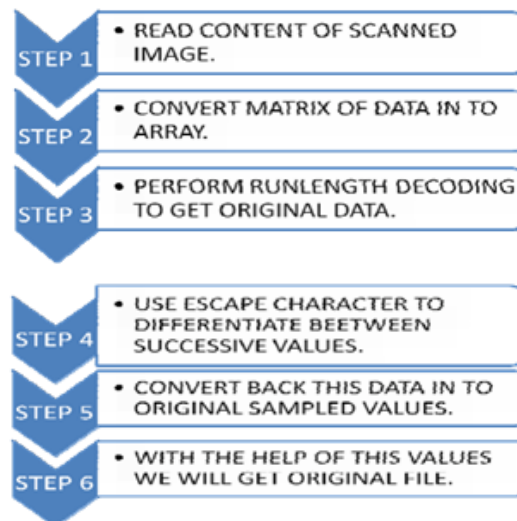 • READ CONTENT OF SCANNED
IMAGE.
STEP 1
• CONVERT MATRIX OF DATA IN TO
ARRAY.
STEP 2
• PERFORM RUNLENGTH DECODING
TO GET ORIGINAL DATA.
STEP 3
• USE ESCAPE CHARACTER TO
DIFFERENTIATE BEETWEEN
SUCCESSIVE VALUES.
STEP 4
• CONVERT BACK THIS DATA IN TO
ORIGINAL SAMPLED VALUES.
STEP 5
• WITH THE HELP OF THIS VALUES
WE WILL GET ORIGINAL FILE.
STEP 6